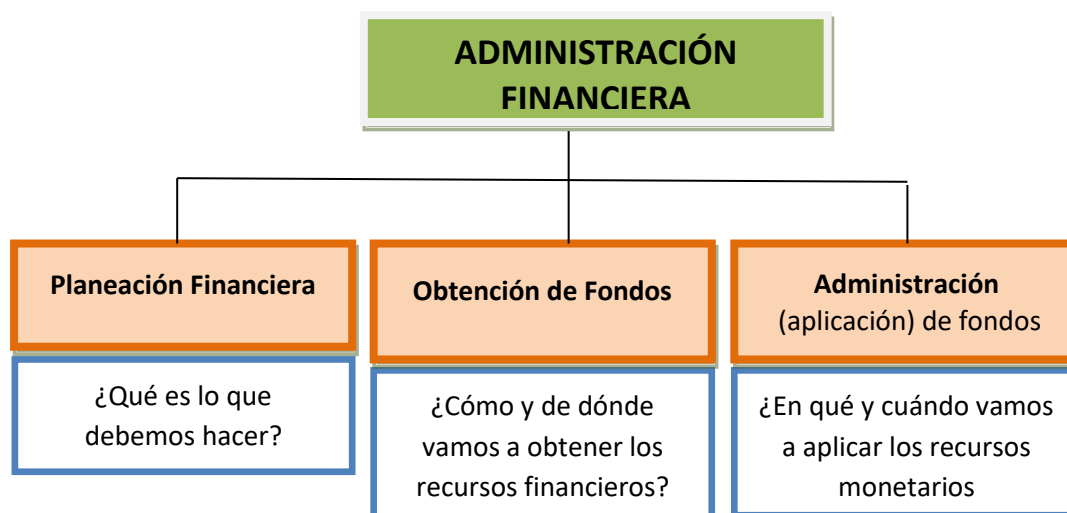 ADMINISTRACIÓN
FINANCIERA
Planeación Financiera
¿Qué es lo que
debemos hacer?
Obtención de Fondos
¿Cómo y de dónde
vamos a obtener los
recursos financieros?
Administración
(aplicación) de fondos
¿En qué y cuándo vamos
a aplicar los recursos
monetarios